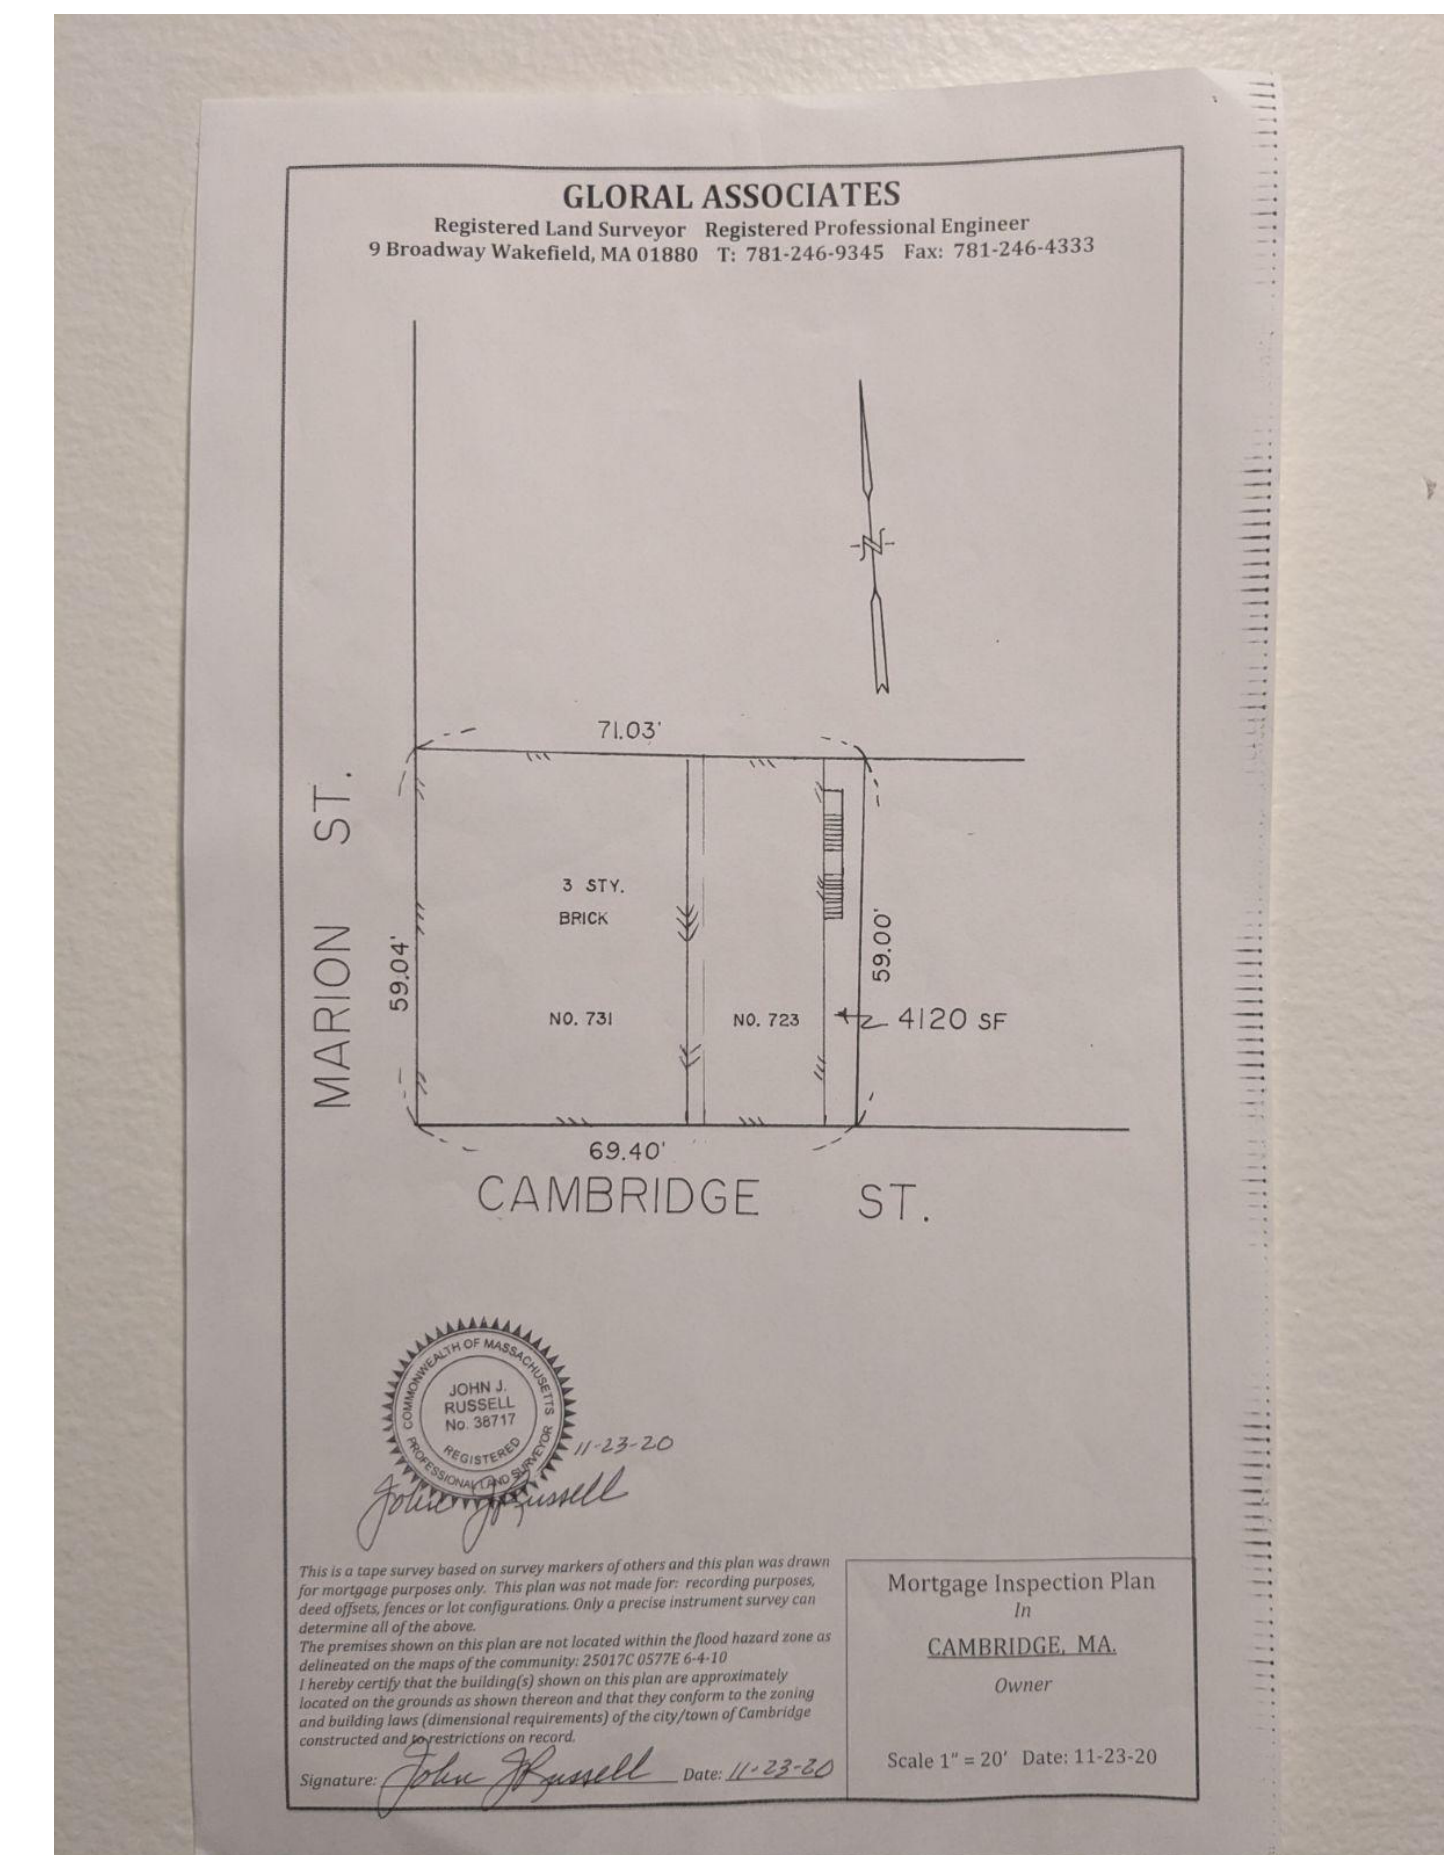 GLORAL ASSOCIATES
Registered Land Surveyor Registered Professional Engineer
9 Broadway Wakefield, MA 01880 T: 781-246-9345 Fax: 781-246-4333
N
71.03'
MARION ST.
59.04'
3 STY.
BRICK
59.00'
NO. 731
NO. 723
4120 SF
69.40'
CAMBRIDGE ST.
COMMONWEALTH OF MASSACHUSETTS
JOHN J.
RUSSELL
No. 38717
REGISTERED
PROFESSIONAL LAND SURVEYOR
11-23-20
John J Russell
This is a tape survey based on survey markers of others and this plan was drawn
for mortgage purposes only. This plan was not made for: recording purposes,
deed offsets, fences or lot configurations. Only a precise instrument survey can
determine all of the above.
The premises shown on this plan are not located within the flood hazard zone as
delineated on the maps of the community: 25017C 0577E 6-4-10
I hereby certify that the building(s) shown on this plan are approximately
located on the grounds as shown thereon and that they conform to the zoning
and building laws (dimensional requirements) of the city/town of Cambridge
constructed and to restrictions on record.
Signature: John J Russell Date: 11-23-20
Mortgage Inspection Plan
In
CAMBRIDGE, MA.
Owner
Scale 1" = 20' Date: 11-23-20